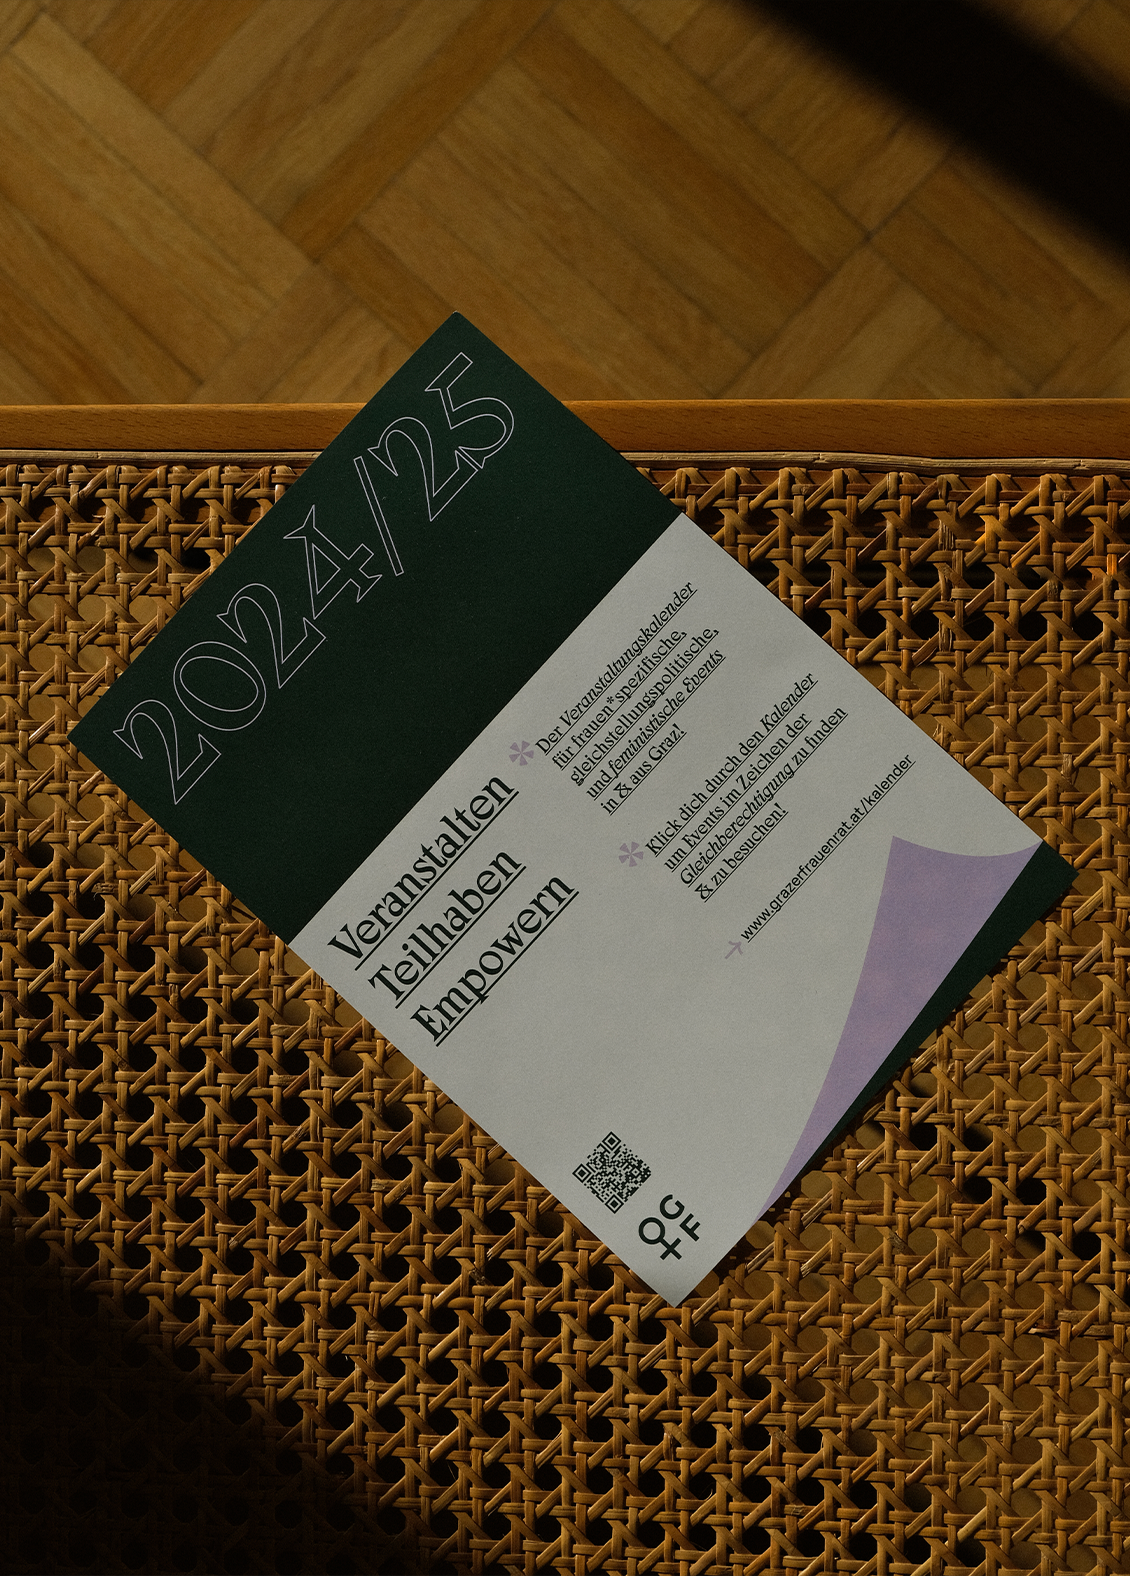 2024/25
Veranstalten
Teilhaben
Empowern
Der Veranstaltungskalender
für frauen*spezifische,
gleichstellungspolitische,
und feministische Events
in & aus Graz!
Klick dich durch den Kalender
um Events im Zeichen der
Gleichberechtigung zu finden
& zu besuchen!
www.grazerfrauenrat.at/kalender
GF